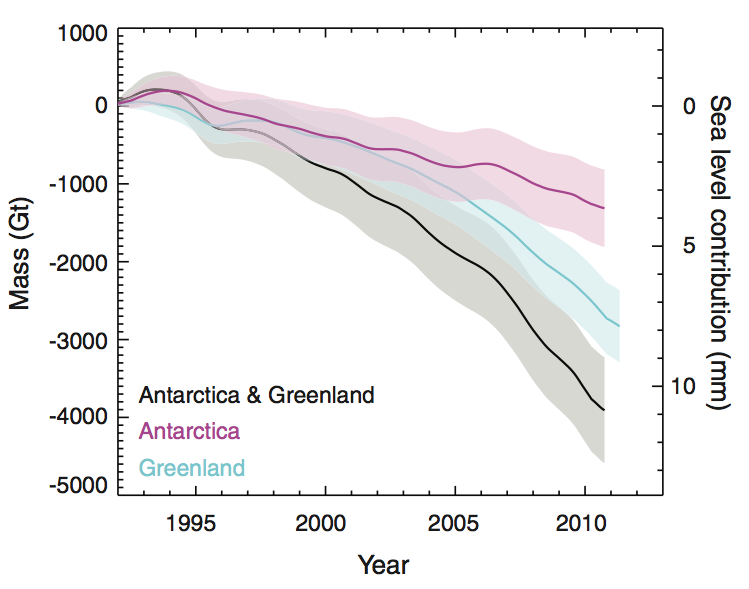 1000
0
-1000
-2000
-3000
-4000
-5000
Mass (Gt)
Antarctica & Greenland
Antarctica
Greenland
1995 2000 2005 2010
Year
0
5
10
Sea level contribution (mm)